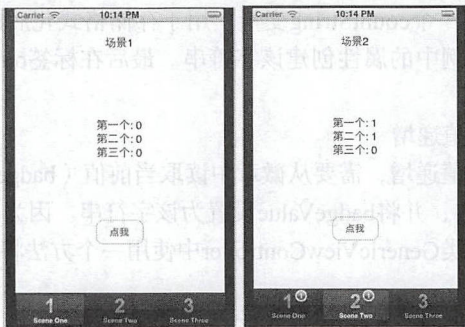 Carrier 10:14 PM
场景1
第一个: 0
第二个: 0
第三个: 0
点我
1 2 3
Scene One Scene Two Scene Three
Carrier 10:14 PM
场景2
第一个: 1
第二个: 1
第三个: 0
点我
1 1 2 1 3
Scene One Scene Two Scene Three